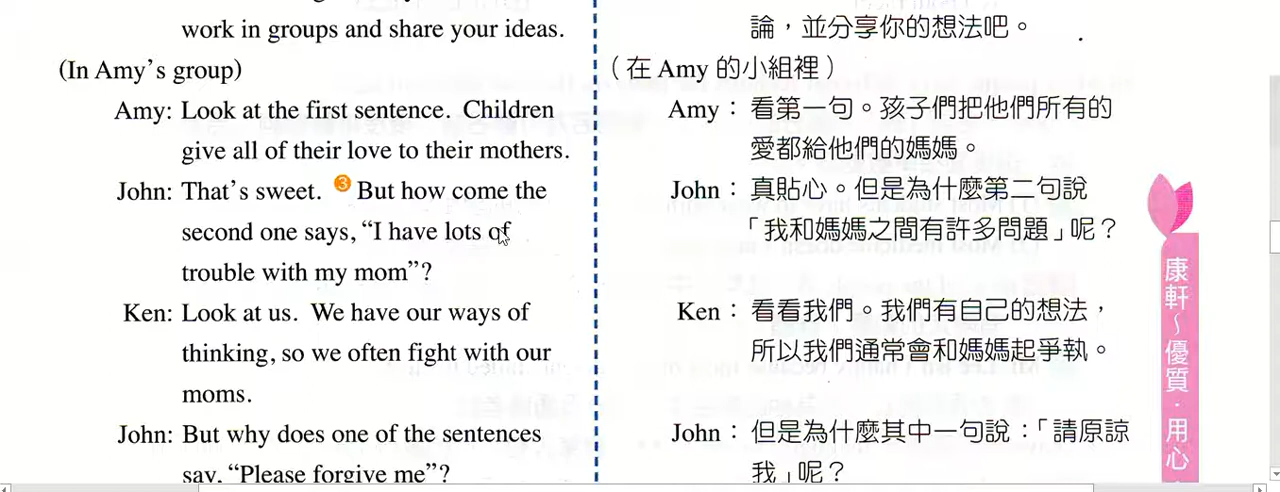 work in groups and share your ideas.
(In Amy's group)
Amy: Look at the first sentence. Children
give all of their love to their mothers.
John: That's sweet. ❸ But how come the
second one says, “I have lots of
trouble with my mom”?
Ken: Look at us. We have our ways of
thinking, so we often fight with our
moms.
John: But why does one of the sentences
say, “Please forgive me”?
論，並分享你的想法吧。
（在 Amy 的小組裡）
Amy：看第一句。孩子們把他們所有的
愛都給他們的媽媽。
John：真貼心。但是為什麼第二句說
「我和媽媽之間有許多問題」呢？
Ken：看看我們。我們有自己的想法，
所以我們通常會和媽媽起爭執。
John：但是為什麼其中一句說：「請原諒
我」呢？
康軒～優質．用心